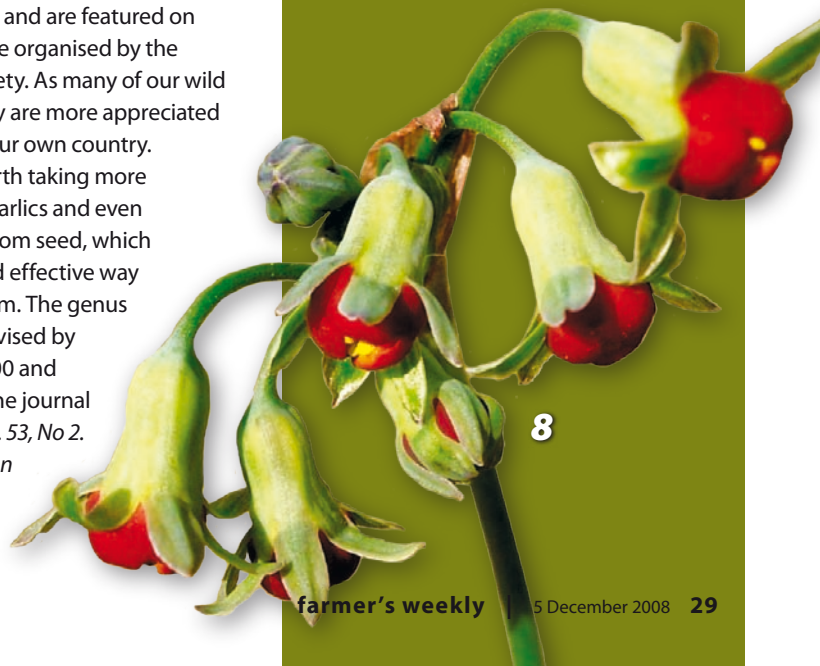 and are featured on
e organised by the
ety. As many of our wild
y are more appreciated
ur own country.
rth taking more
arlics and even
om seed, which
d effective way
m. The genus
vised by
00 and
ne journal
. 53, No 2.
n
8
farmer's weekly | 5 December 2008 29